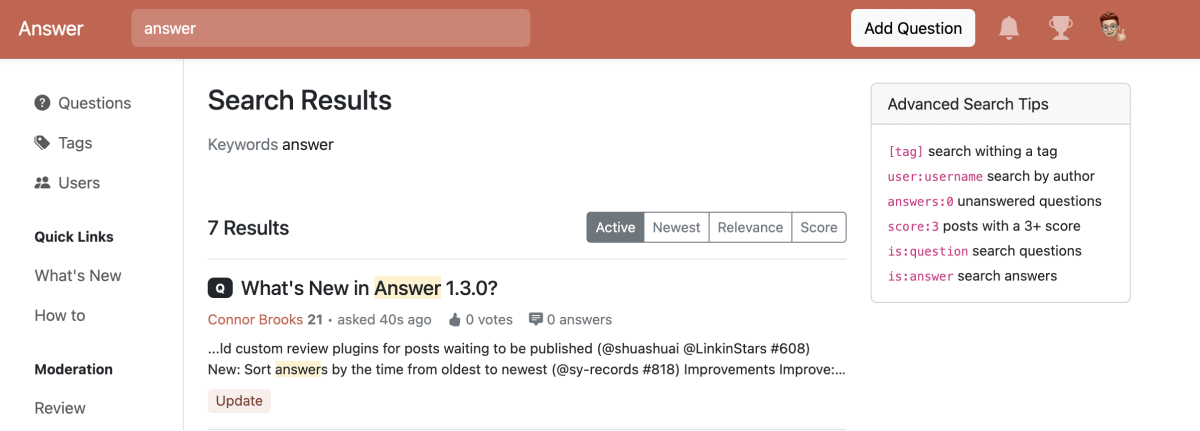 Answer
answer
Add Question
Questions
Tags
Users
Quick Links
What's New
How to
Moderation
Review
Search Results
Keywords answer
7 Results
Active Newest Relevance Score
Q What's New in Answer 1.3.0?
Connor Brooks 21 • asked 40s ago 0 votes 0 answers
...ld custom review plugins for posts waiting to be published (@shuashuai @LinkinStars #608)
New: Sort answers by the time from oldest to newest (@sy-records #818) Improvements Improve:...
Update
Advanced Search Tips
[tag] search withing a tag
user:username search by author
answers:0 unanswered questions
score:3 posts with a 3+ score
is:question search questions
is:answer search answers